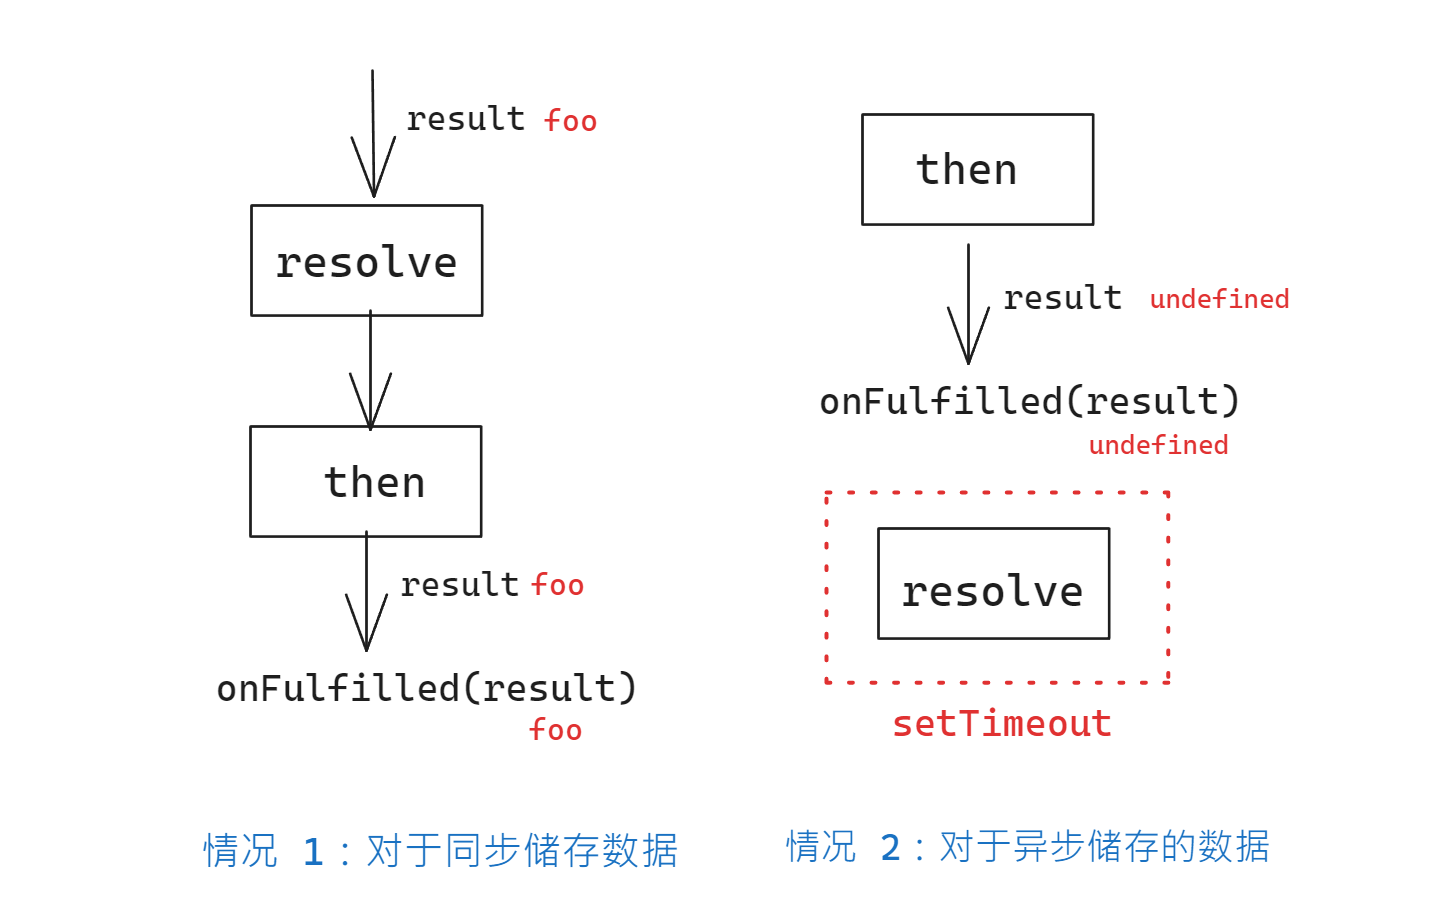 result foo
resolve
then
result foo
onFulfilled(result)
foo
情况 1：对于同步储存数据
then
result undefined
onFulfilled(result)
undefined
resolve
setTimeout
情况 2：对于异步储存的数据